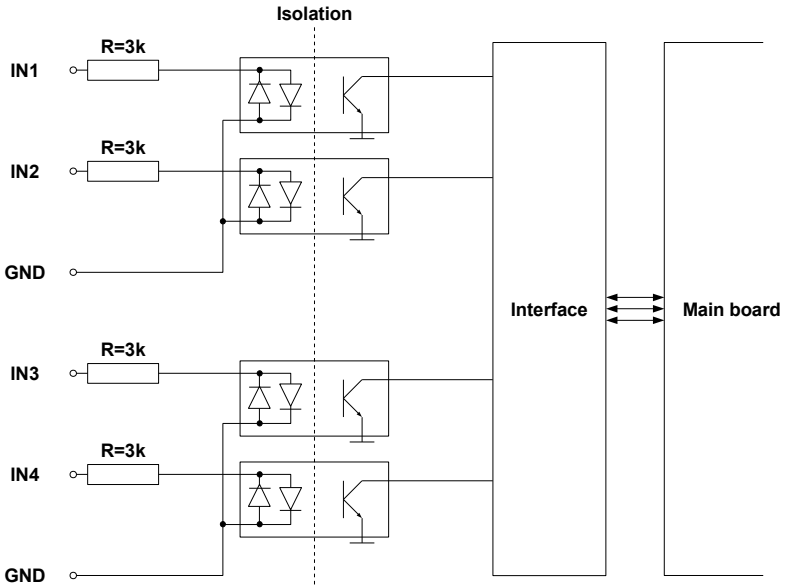 Isolation
R=3k
IN1
R=3k
IN2
GND
Interface
Main board
R=3k
IN3
R=3k
IN4
GND